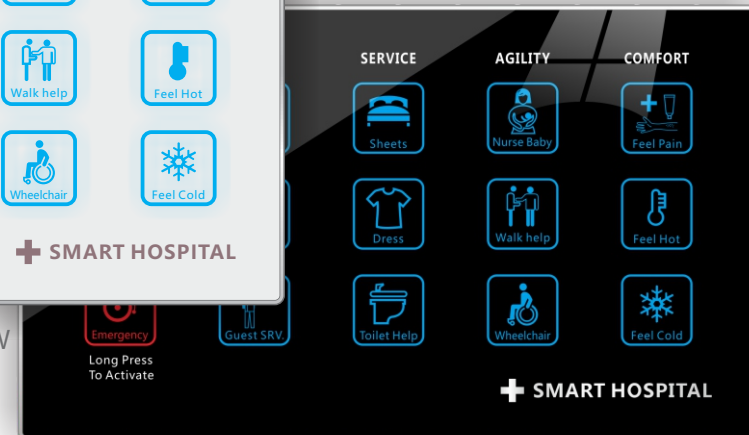 Walk help
Feel Hot
Wheelchair
Feel Cold
SMART HOSPITAL
SERVICE
AGILITY
COMFORT
Sheets
Nurse Baby
Feel Pain
Dress
Walk help
Feel Hot
Emergency
Guest SRV.
Toilet Help
Wheelchair
Feel Cold
Long Press
To Activate
SMART HOSPITAL